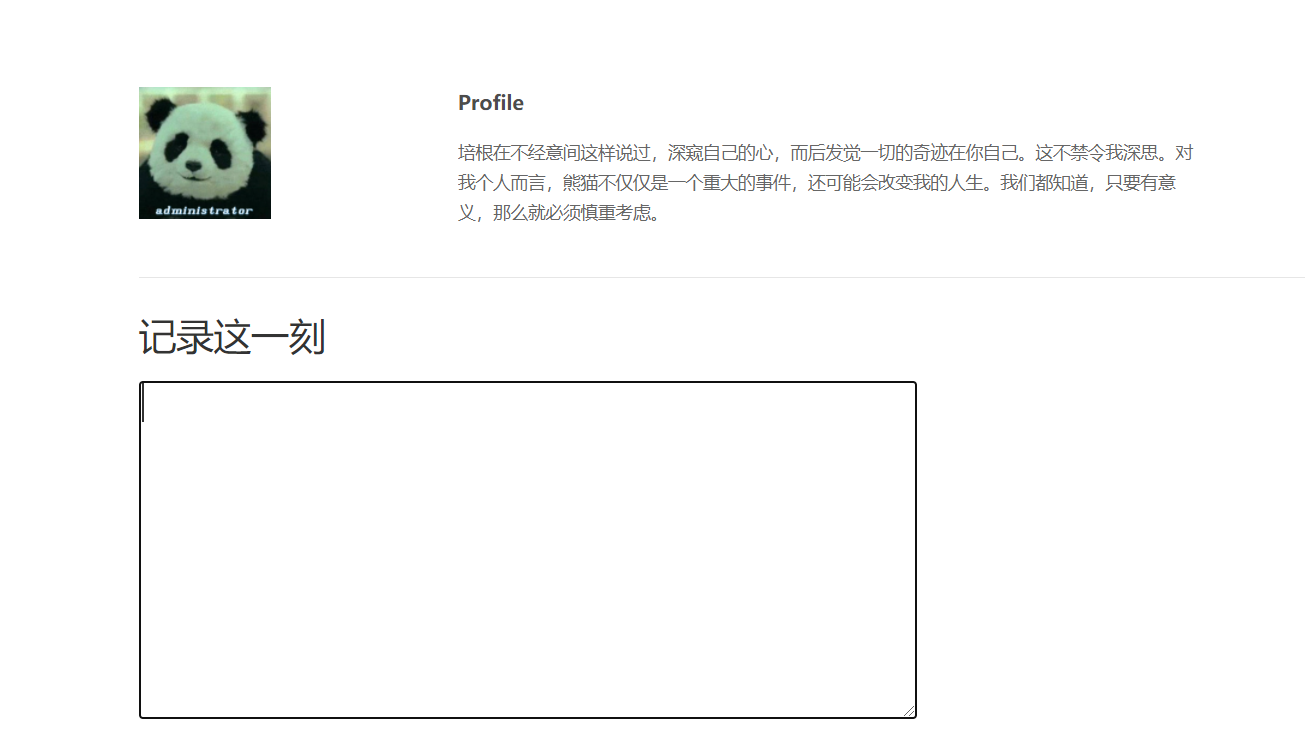 administrator
Profile
培根在不经意间这样说过，深窥自己的心，而后发觉一切的奇迹在你自己。这不禁令我深思。对
我个人而言，熊猫不仅仅是一个重大的事件，还可能会改变我的人生。我们都知道，只要有意
义，那么就必须慎重考虑。
记录这一刻